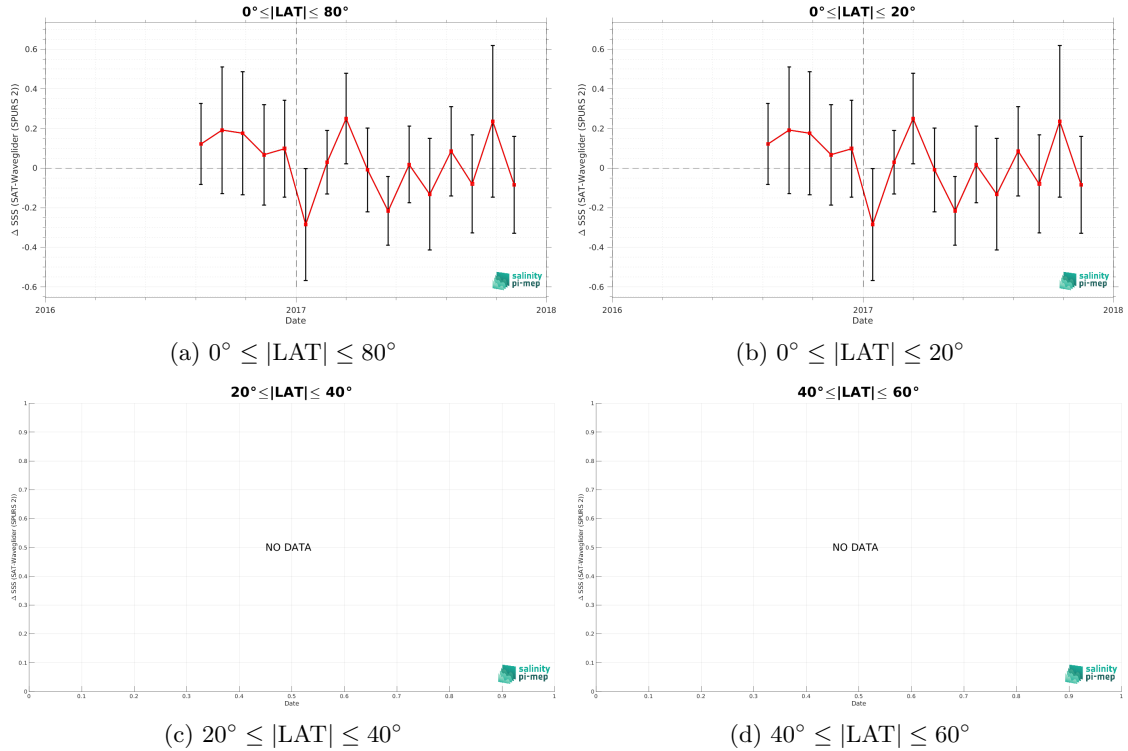 0°≤|LAT|≤ 80°
Δ SSS (SAT-Waveglider (SPURS 2))
0.6
0.4
0.2
0
-0.2
-0.4
-0.6
2016
2017
2018
Date
salinity
pi-mep
(a) 0° ≤ |LAT| ≤ 80°
0°≤|LAT|≤ 20°
Δ SSS (SAT-Waveglider (SPURS 2))
0.6
0.4
0.2
0
-0.2
-0.4
-0.6
2016
2017
2018
Date
salinity
pi-mep
(b) 0° ≤ |LAT| ≤ 20°
20°≤|LAT|≤ 40°
Δ SSS (SAT-Waveglider (SPURS 2))
1
0.9
0.8
0.7
0.6
0.5
0.4
0.3
0.2
0.1
0
NO DATA
0 0.1 0.2 0.3 0.4 0.5 0.6 0.7 0.8 0.9 1
Date
salinity
pi-mep
(c) 20° ≤ |LAT| ≤ 40°
40°≤|LAT|≤ 60°
Δ SSS (SAT-Waveglider (SPURS 2))
1
0.9
0.8
0.7
0.6
0.5
0.4
0.3
0.2
0.1
0
NO DATA
0 0.1 0.2 0.3 0.4 0.5 0.6 0.7 0.8 0.9 1
Date
salinity
pi-mep
(d) 40° ≤ |LAT| ≤ 60°